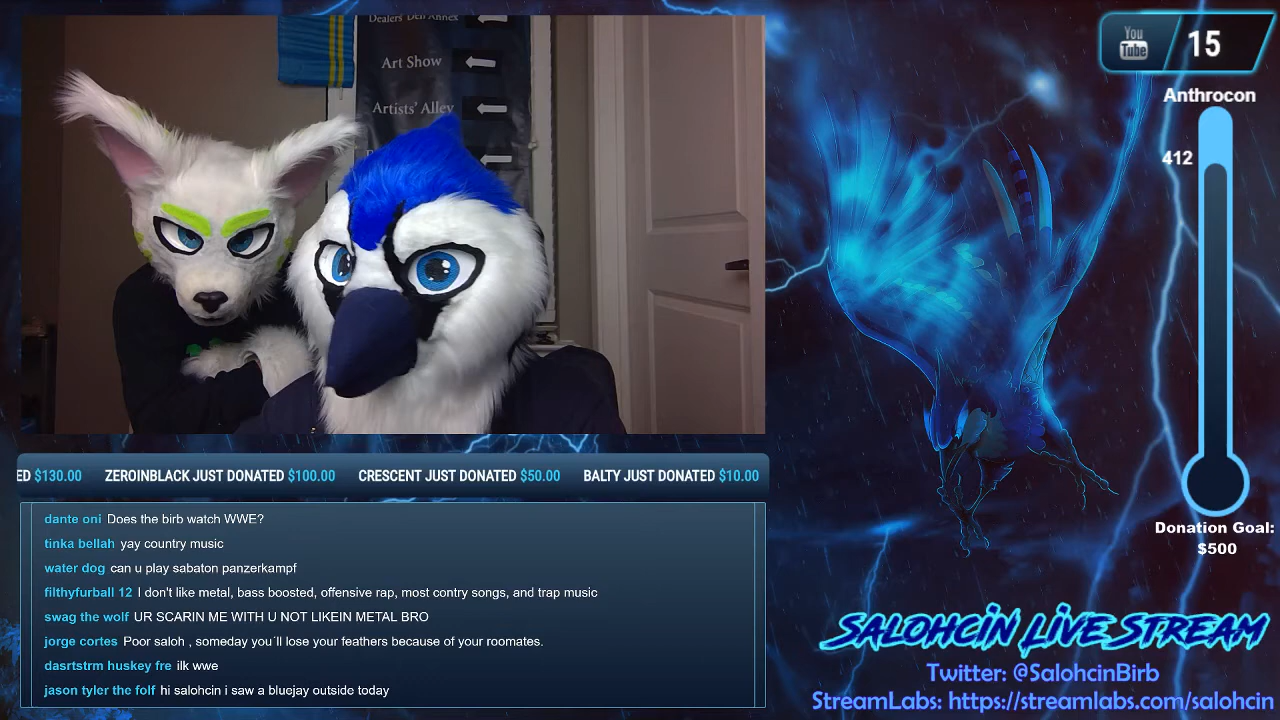 Dealers' Den Annex
Art Show
Artists' Alley
You
Tube
15
Anthrocon
412
ED $130.00 ZEROINBLACK JUST DONATED $100.00 CRESCENT JUST DONATED $50.00 BALTY JUST DONATED $10.00
dante oni Does the birb watch WWE?
tinka bellah yay country music
water dog can u play sabaton panzerkampf
filthyfurball 12 I don't like metal, bass boosted, offensive rap, most contry songs, and trap music
swag the wolf UR SCARIN ME WITH U NOT LIKEIN METAL BRO
jorge cortes Poor saloh , someday you´ll lose your feathers because of your roomates.
dasrtstrm huskey fre ilk wwe
jason tyler the folf hi salohcin i saw a bluejay outside today
Donation Goal:
$500
SALOHCIN LIVE STREAM
Twitter: @SalohcinBirb
StreamLabs: https://streamlabs.com/salohcin